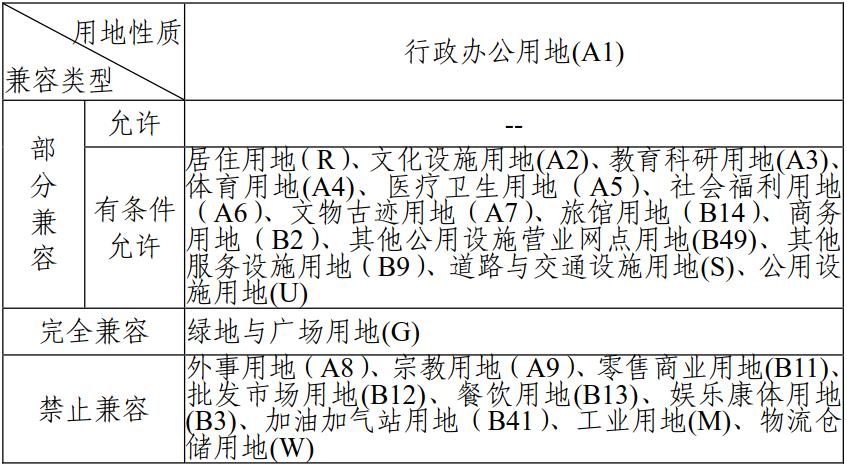 用地性质
兼容类型
行政办公用地(A1)
部分兼容
允许
--
有条件
允许
居住用地（R）、文化设施用地(A2)、教育科研用地(A3)、
体育用地(A4)、医疗卫生用地（A5）、社会福利用地
（A6）、文物古迹用地（A7）、旅馆用地（B14）、商务
用地（B2）、其他公用设施营业网点用地(B49)、其他
服务设施用地（B9）、道路与交通设施用地(S)、公用设
施用地(U)
完全兼容
绿地与广场用地(G)
禁止兼容
外事用地（A8）、宗教用地（A9）、零售商业用地(B11)、
批发市场用地(B12)、餐饮用地(B13)、娱乐康体用地
(B3)、加油加气站用地（B41）、工业用地(M)、物流仓
储用地(W)